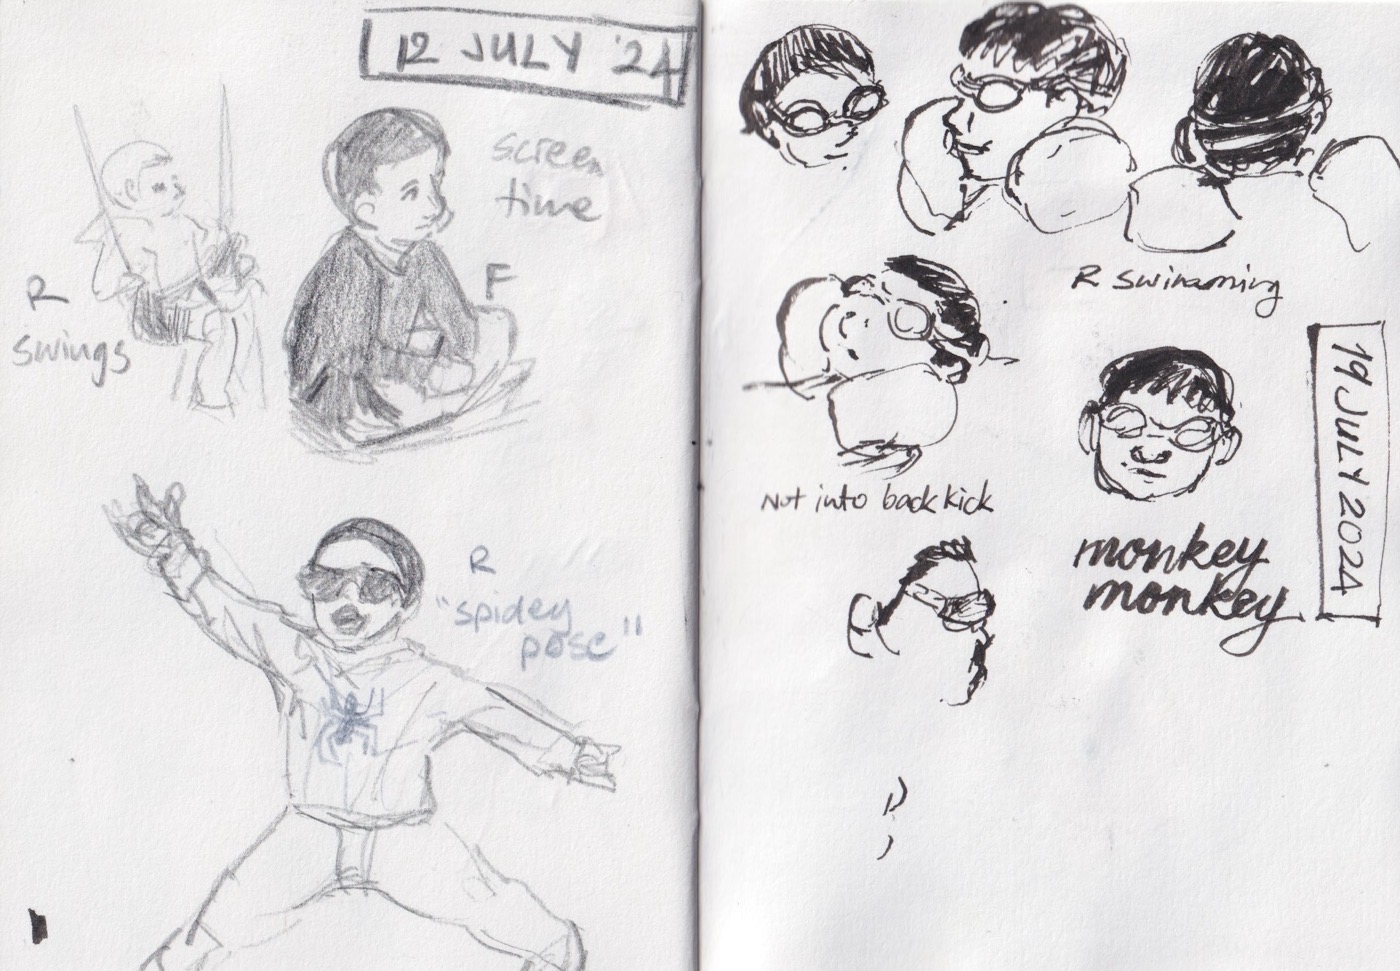 12 JULY '24
screen
time
R
swings
F
R
"spidey
pose"
R swimming
19 JULY 2024
Not into back kick
monkey
monkey